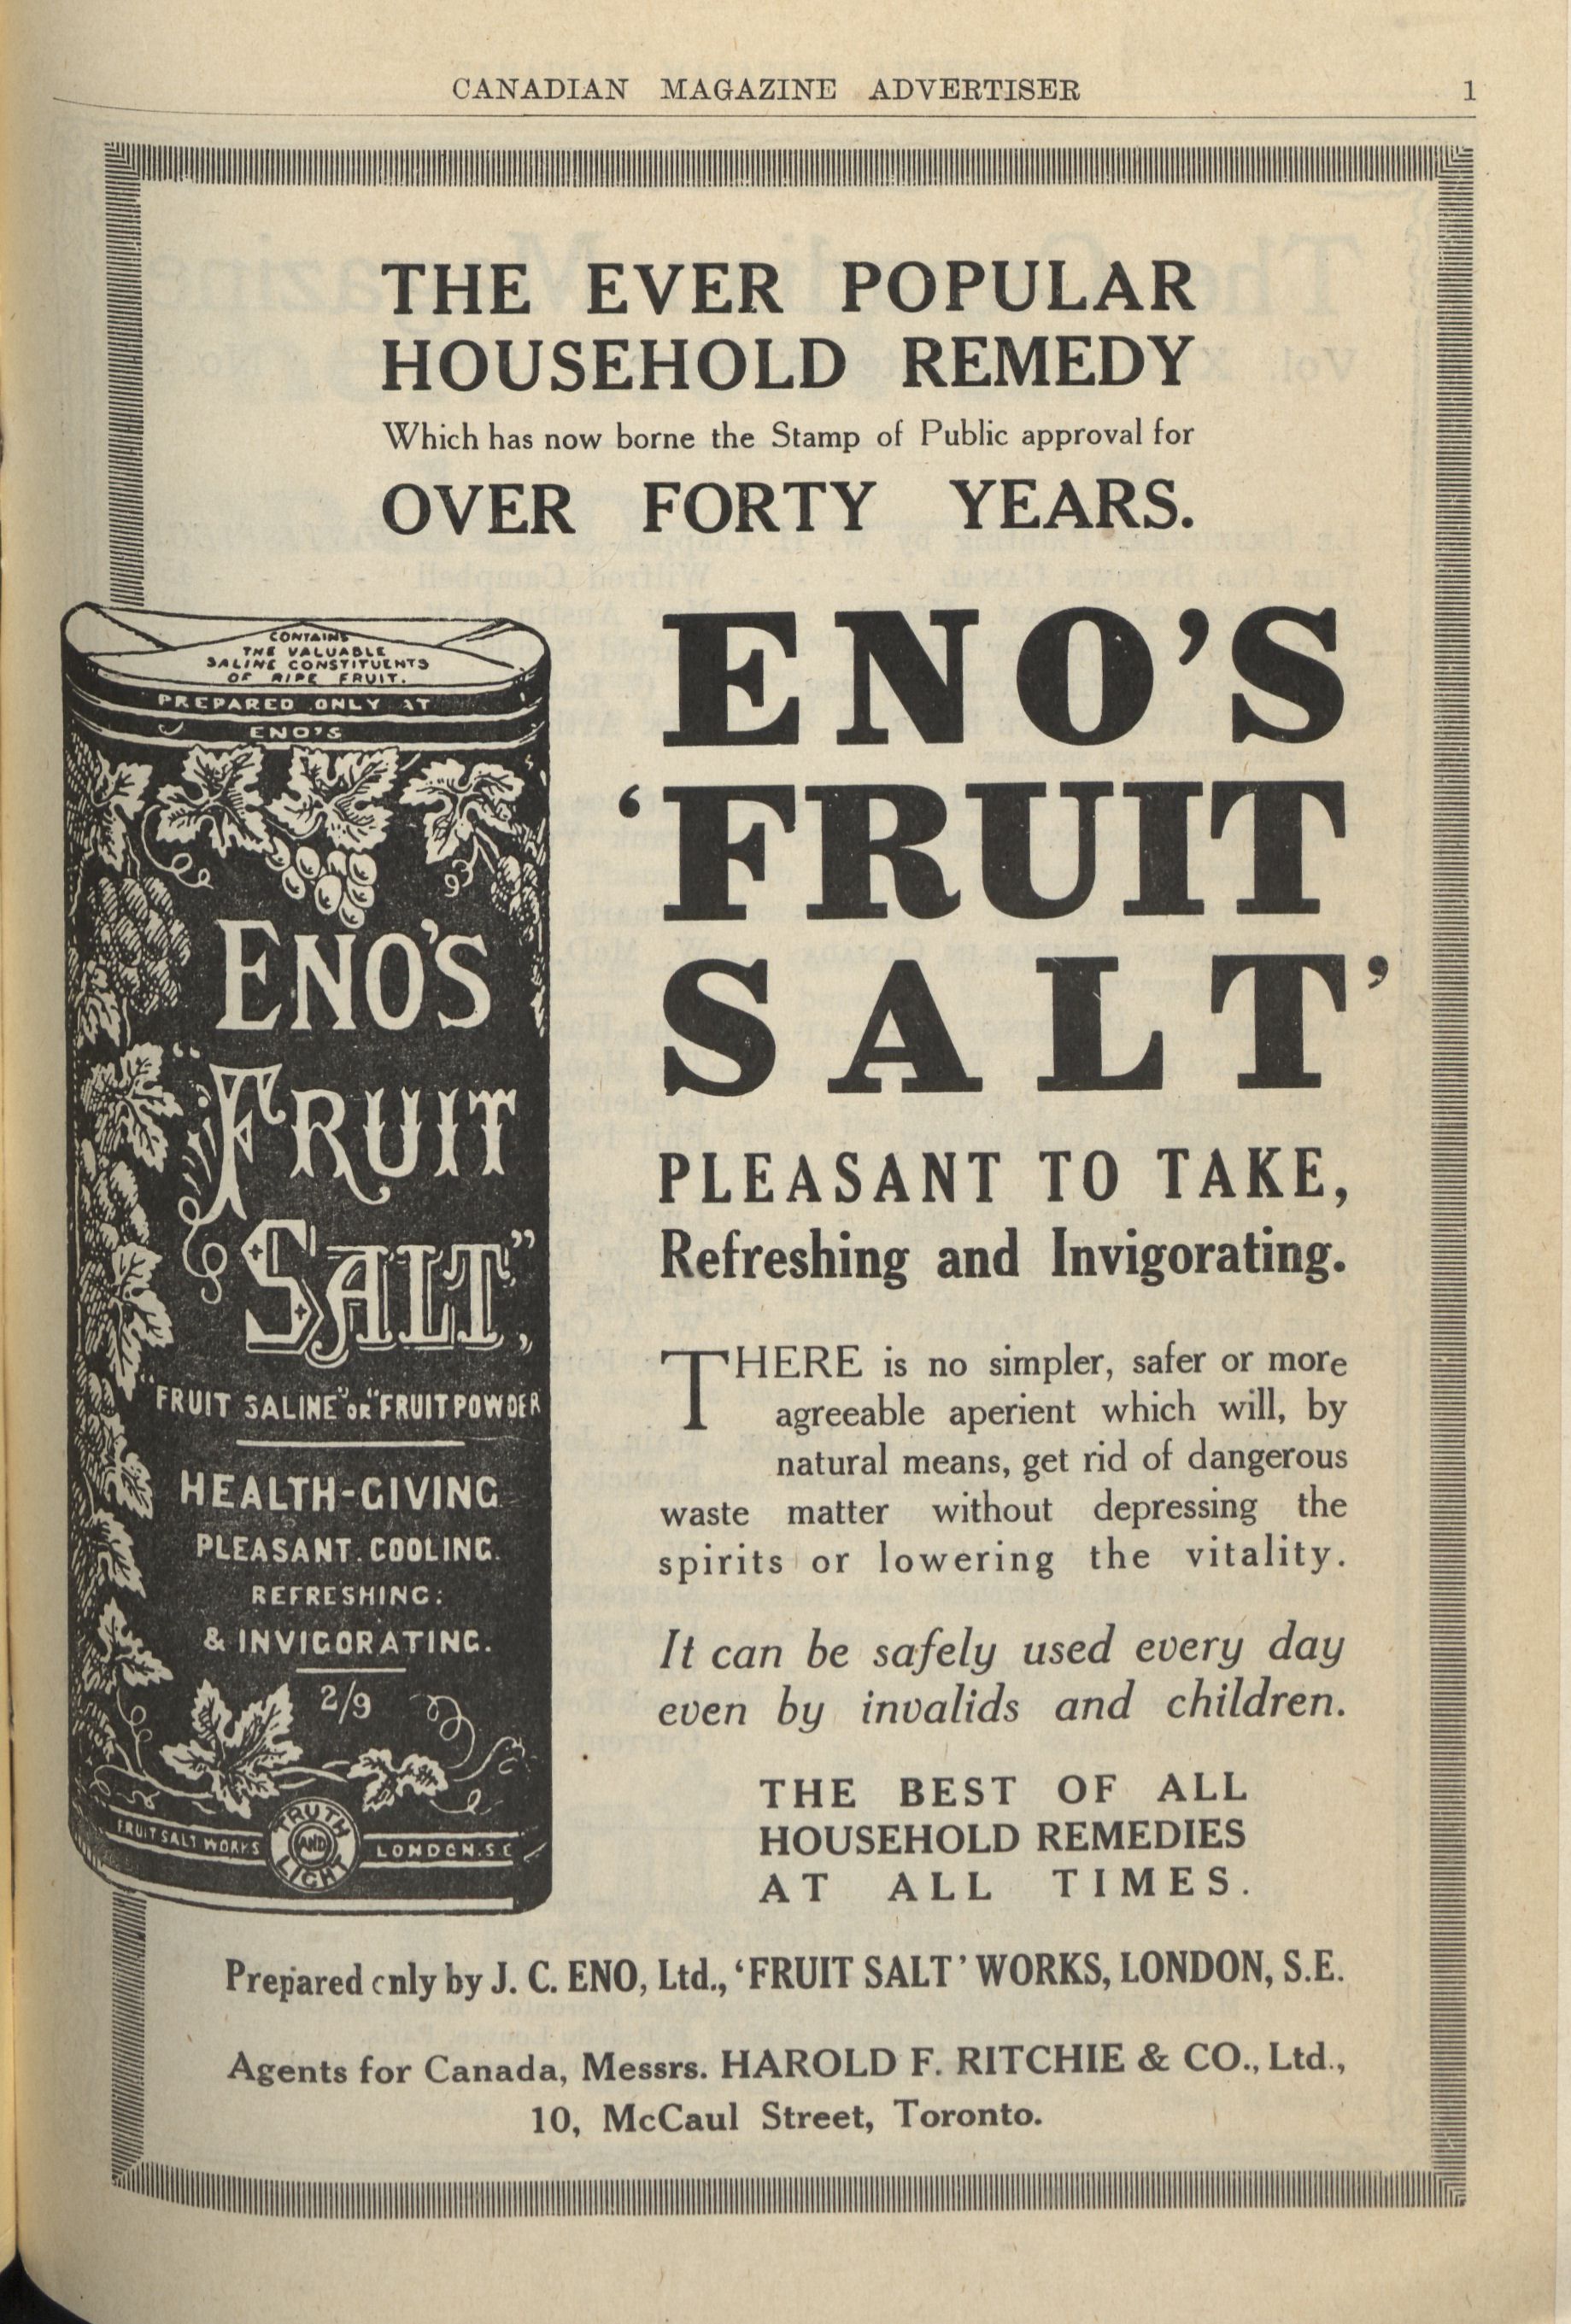 CANADIAN MAGAZINE ADVERTISER 1
THE EVER POPULAR
HOUSEHOLD REMEDY
Which has now borne the Stamp of Public approval for
OVER FORTY YEARS.
CONTAINS
THE VALUABLE
SALINE CONSTITUENTS
OF RIPE FRUIT.
PREPARED ONLY AT
ENO'S
ENO'S
"FRUIT
SALT",
"FRUIT SALINE" OR "FRUIT POWDER
HEALTH-GIVING
PLEASANT. COOLING.
REFRESHING:
& INVIGORATING.
2/9
FRUIT SALT WORKS
TRUTH
AND
LIGHT
LONDON. S.E
ENO'S
‘FRUIT
SALT’
PLEASANT TO TAKE,
Refreshing and Invigorating.
THERE is no simpler, safer or more
agreeable aperient which will, by
natural means, get rid of dangerous
waste matter without depressing the
spirits or lowering the vitality.
It can be safely used every day
even by invalids and children.
THE BEST OF ALL
HOUSEHOLD REMEDIES
AT ALL TIMES.
Prepared only by J. C. ENO, Ltd., ‘FRUIT SALT’ WORKS, LONDON, S.E.
Agents for Canada, Messrs. HAROLD F. RITCHIE & CO., Ltd.,
10, McCaul Street, Toronto.